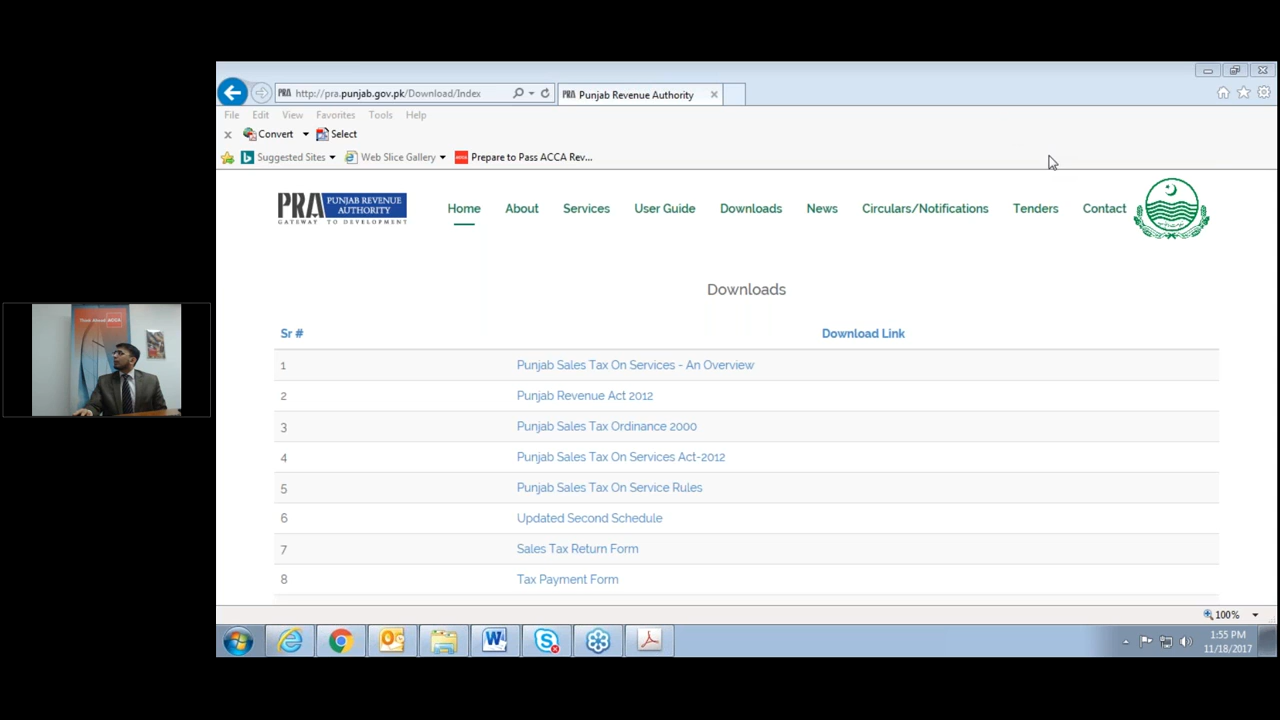 http://pra.punjab.gov.pk/Download/Index
PRA Punjab Revenue Authority
File Edit View Favorites Tools Help
Convert Select
Suggested Sites Web Slice Gallery Prepare to Pass ACCA Rev...
PRA PUNJAB REVENUE AUTHORITY
GATEWAY TO DEVELOPMENT
Home About Services User Guide Downloads News Circulars/Notifications Tenders Contact
Downloads
Sr # Download Link
1 Punjab Sales Tax On Services - An Overview
2 Punjab Revenue Act 2012
3 Punjab Sales Tax Ordinance 2000
4 Punjab Sales Tax On Services Act-2012
5 Punjab Sales Tax On Service Rules
6 Updated Second Schedule
7 Sales Tax Return Form
8 Tax Payment Form
Think Ahead ACCA
100%
1:55 PM
11/18/2017